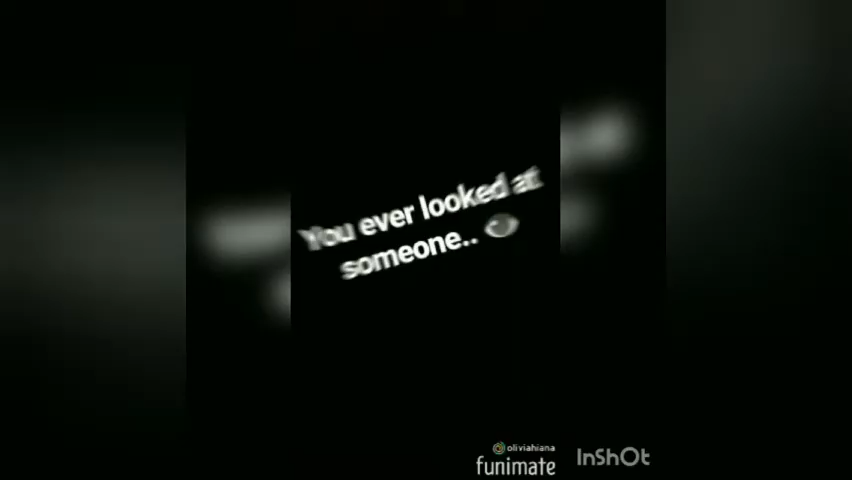 You ever looked at
someone.. 👁
oliviahiana
funimate
InShOt